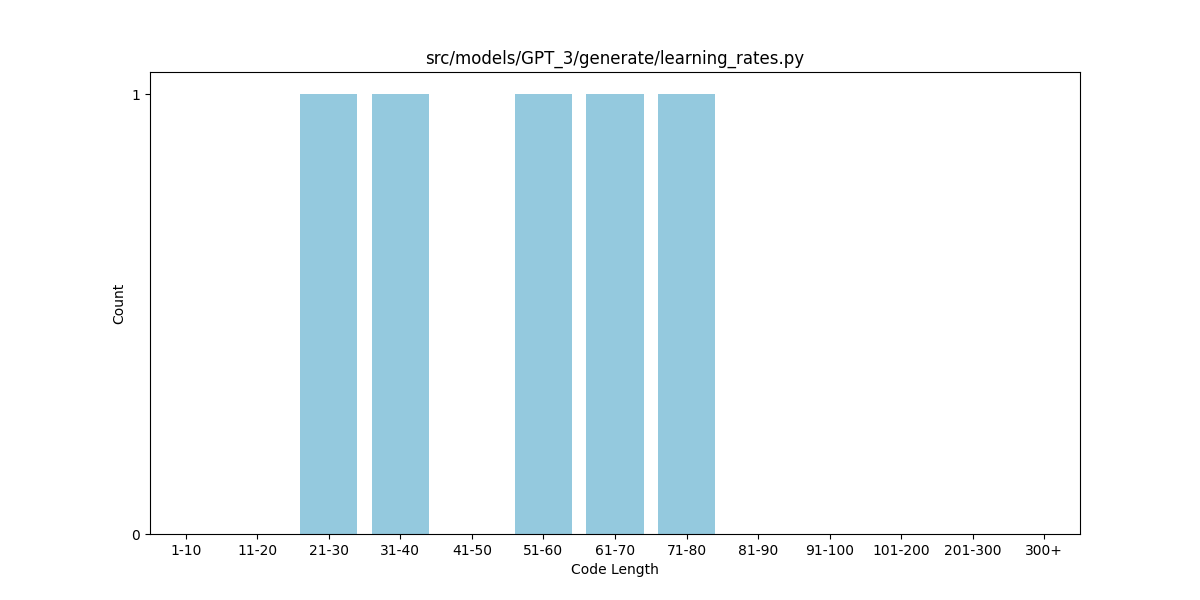 src/models/GPT_3/generate/learning_rates.py
1
Count
0
1-10 11-20 21-30 31-40 41-50 51-60 61-70 71-80 81-90 91-100 101-200 201-300 300+
Code Length